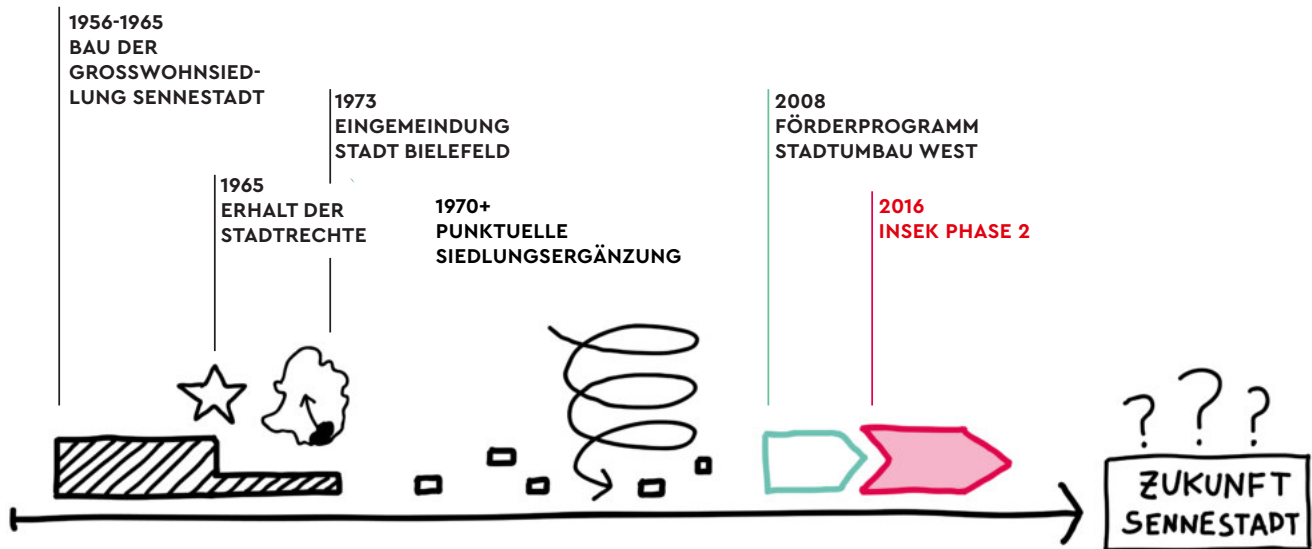 1956-1965
BAU DER
GROSSWOHNSIED-
LUNG SENNESTADT
1965
ERHALT DER
STADTRECHTE
1973
EINGEMEINDUNG
STADT BIELEFELD
1970+
PUNKTUELLE
SIEDLUNGSERGÄNZUNG
2008
FÖRDERPROGRAMM
STADTUMBAU WEST
2016
INSEK PHASE 2
? ? ?
ZUKUNFT
SENNESTADT